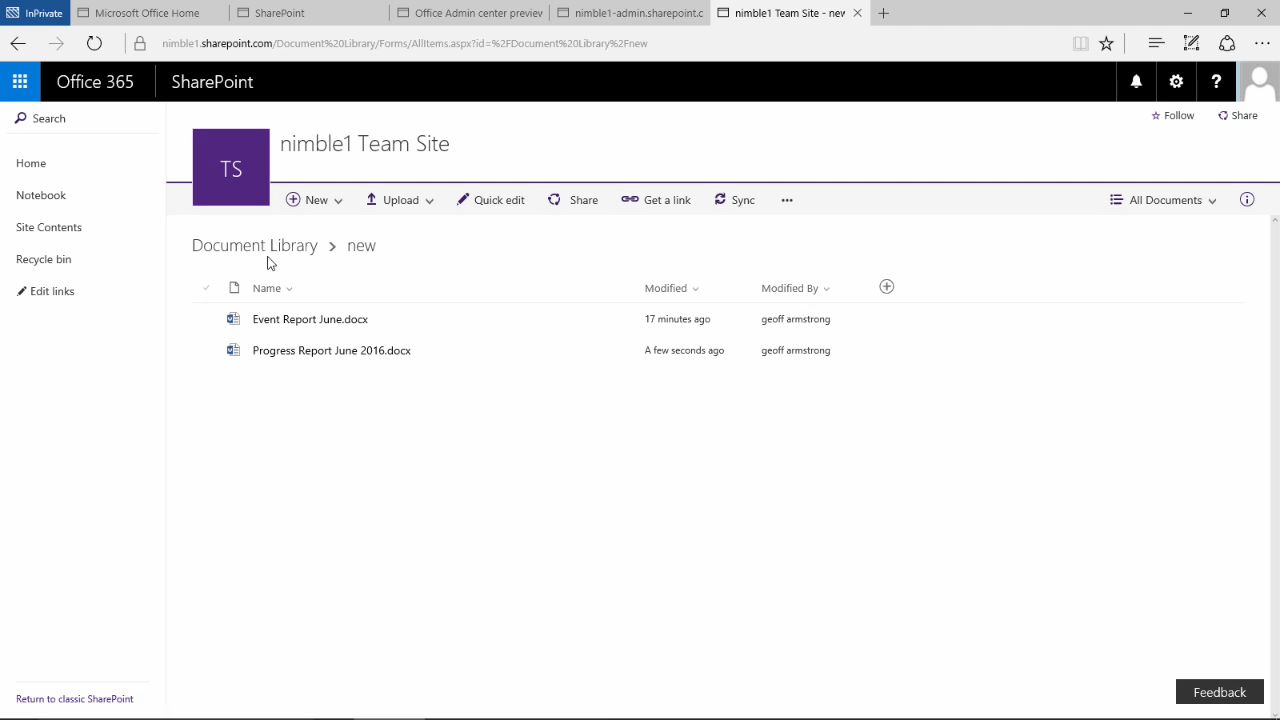 InPrivate
Microsoft Office Home
SharePoint
Office Admin center preview
nimble1-admin.sharepoint.c
nimble1 Team Site - new
nimble1.sharepoint.com/Document%20Library/Forms/AllItems.aspx?id=%2FDocument%20Library%2Fnew
Office 365
SharePoint
Search
Follow
Share
TS
nimble1 Team Site
Home
Notebook
Site Contents
Recycle bin
Edit links
New
Upload
Quick edit
Share
Get a link
Sync
All Documents
Document Library > new
Name
Modified
Modified By
Event Report June.docx
17 minutes ago
geoff armstrong
Progress Report June 2016.docx
A few seconds ago
geoff armstrong
Return to classic SharePoint
Feedback